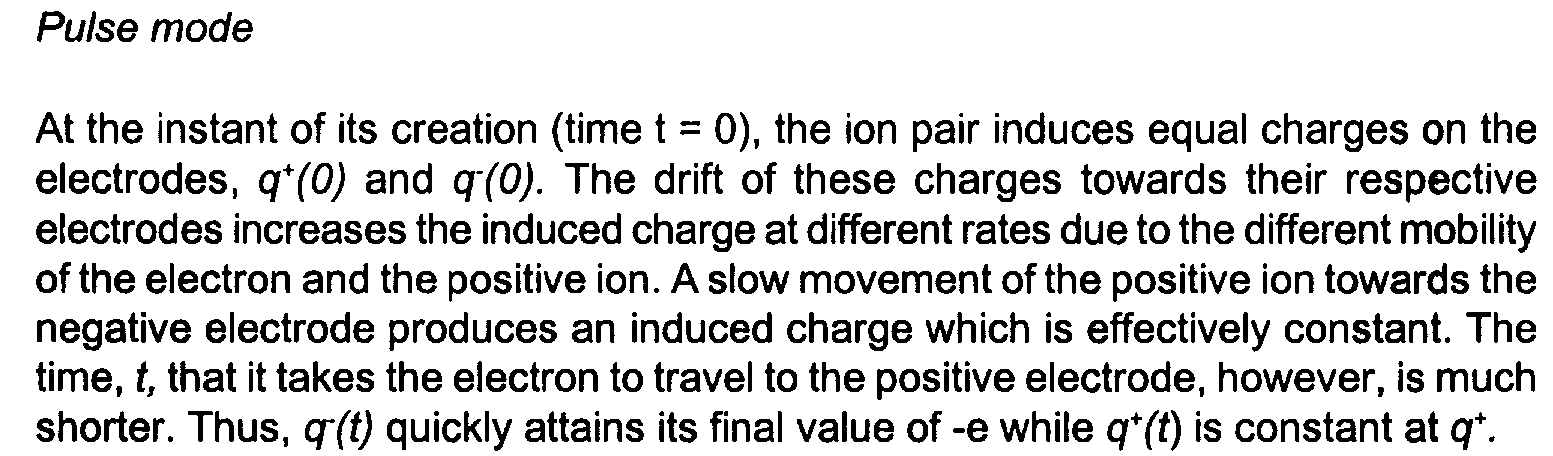 Pulse mode
At the instant of its creation (time t = 0), the ion pair induces equal charges on the
electrodes, q⁺(0) and q⁻(0). The drift of these charges towards their respective
electrodes increases the induced charge at different rates due to the different mobility
of the electron and the positive ion. A slow movement of the positive ion towards the
negative electrode produces an induced charge which is effectively constant. The
time, t, that it takes the electron to travel to the positive electrode, however, is much
shorter. Thus, q⁻(t) quickly attains its final value of -e while q⁺(t) is constant at q⁺.